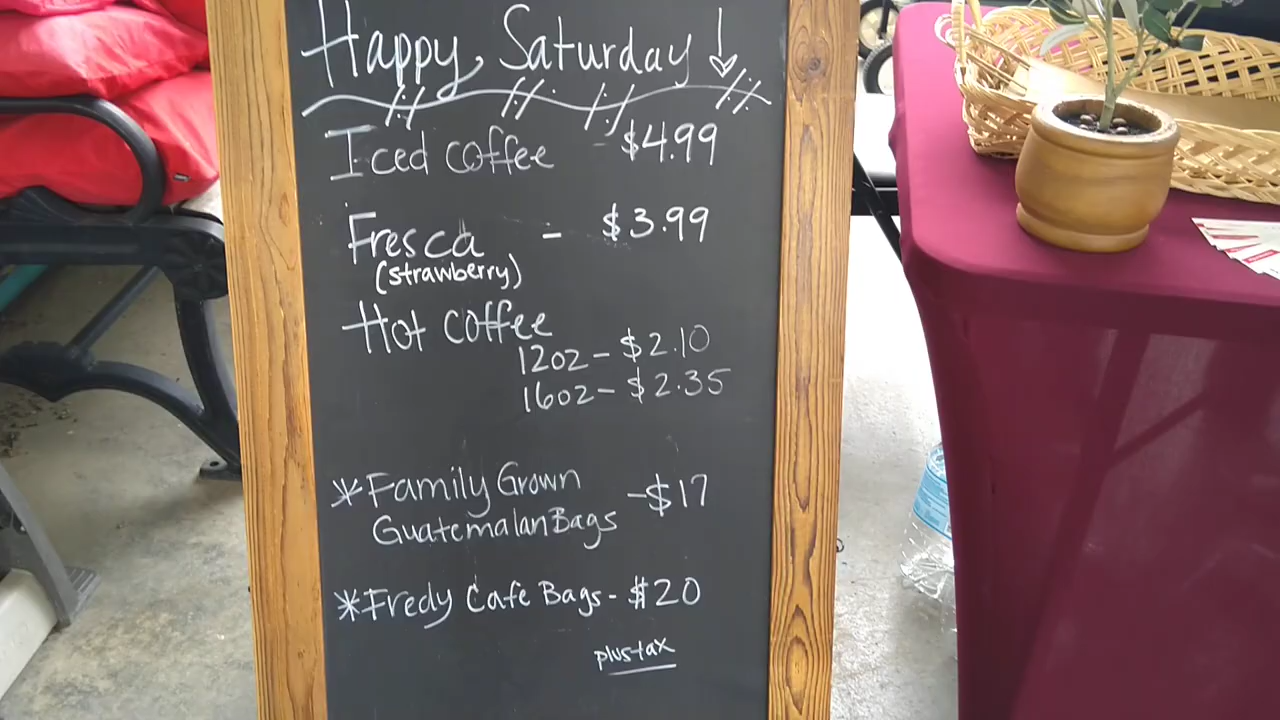 Happy Saturday ↓
Iced coffee - $4.99
Fresca - $3.99
(strawberry)
Hot coffee
12oz - $2.10
16oz - $2.35
*Family Grown
Guatemalan Bags - $17
*Fredy Cafe Bags - $20
plus tax